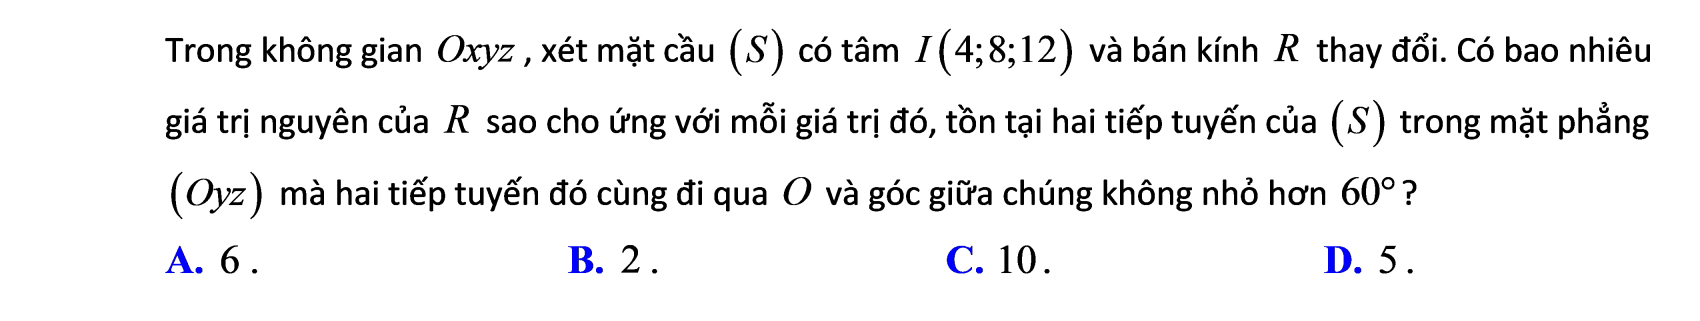 Trong không gian Oxyz , xét mặt cầu (S) có tâm I(4;8;12) và bán kính R thay đổi. Có bao nhiêu
giá trị nguyên của R sao cho ứng với mỗi giá trị đó, tồn tại hai tiếp tuyến của (S) trong mặt phẳng
(Oyz) mà hai tiếp tuyến đó cùng đi qua O và góc giữa chúng không nhỏ hơn 60°?
A. 6 . B. 2 . C. 10 . D. 5 .